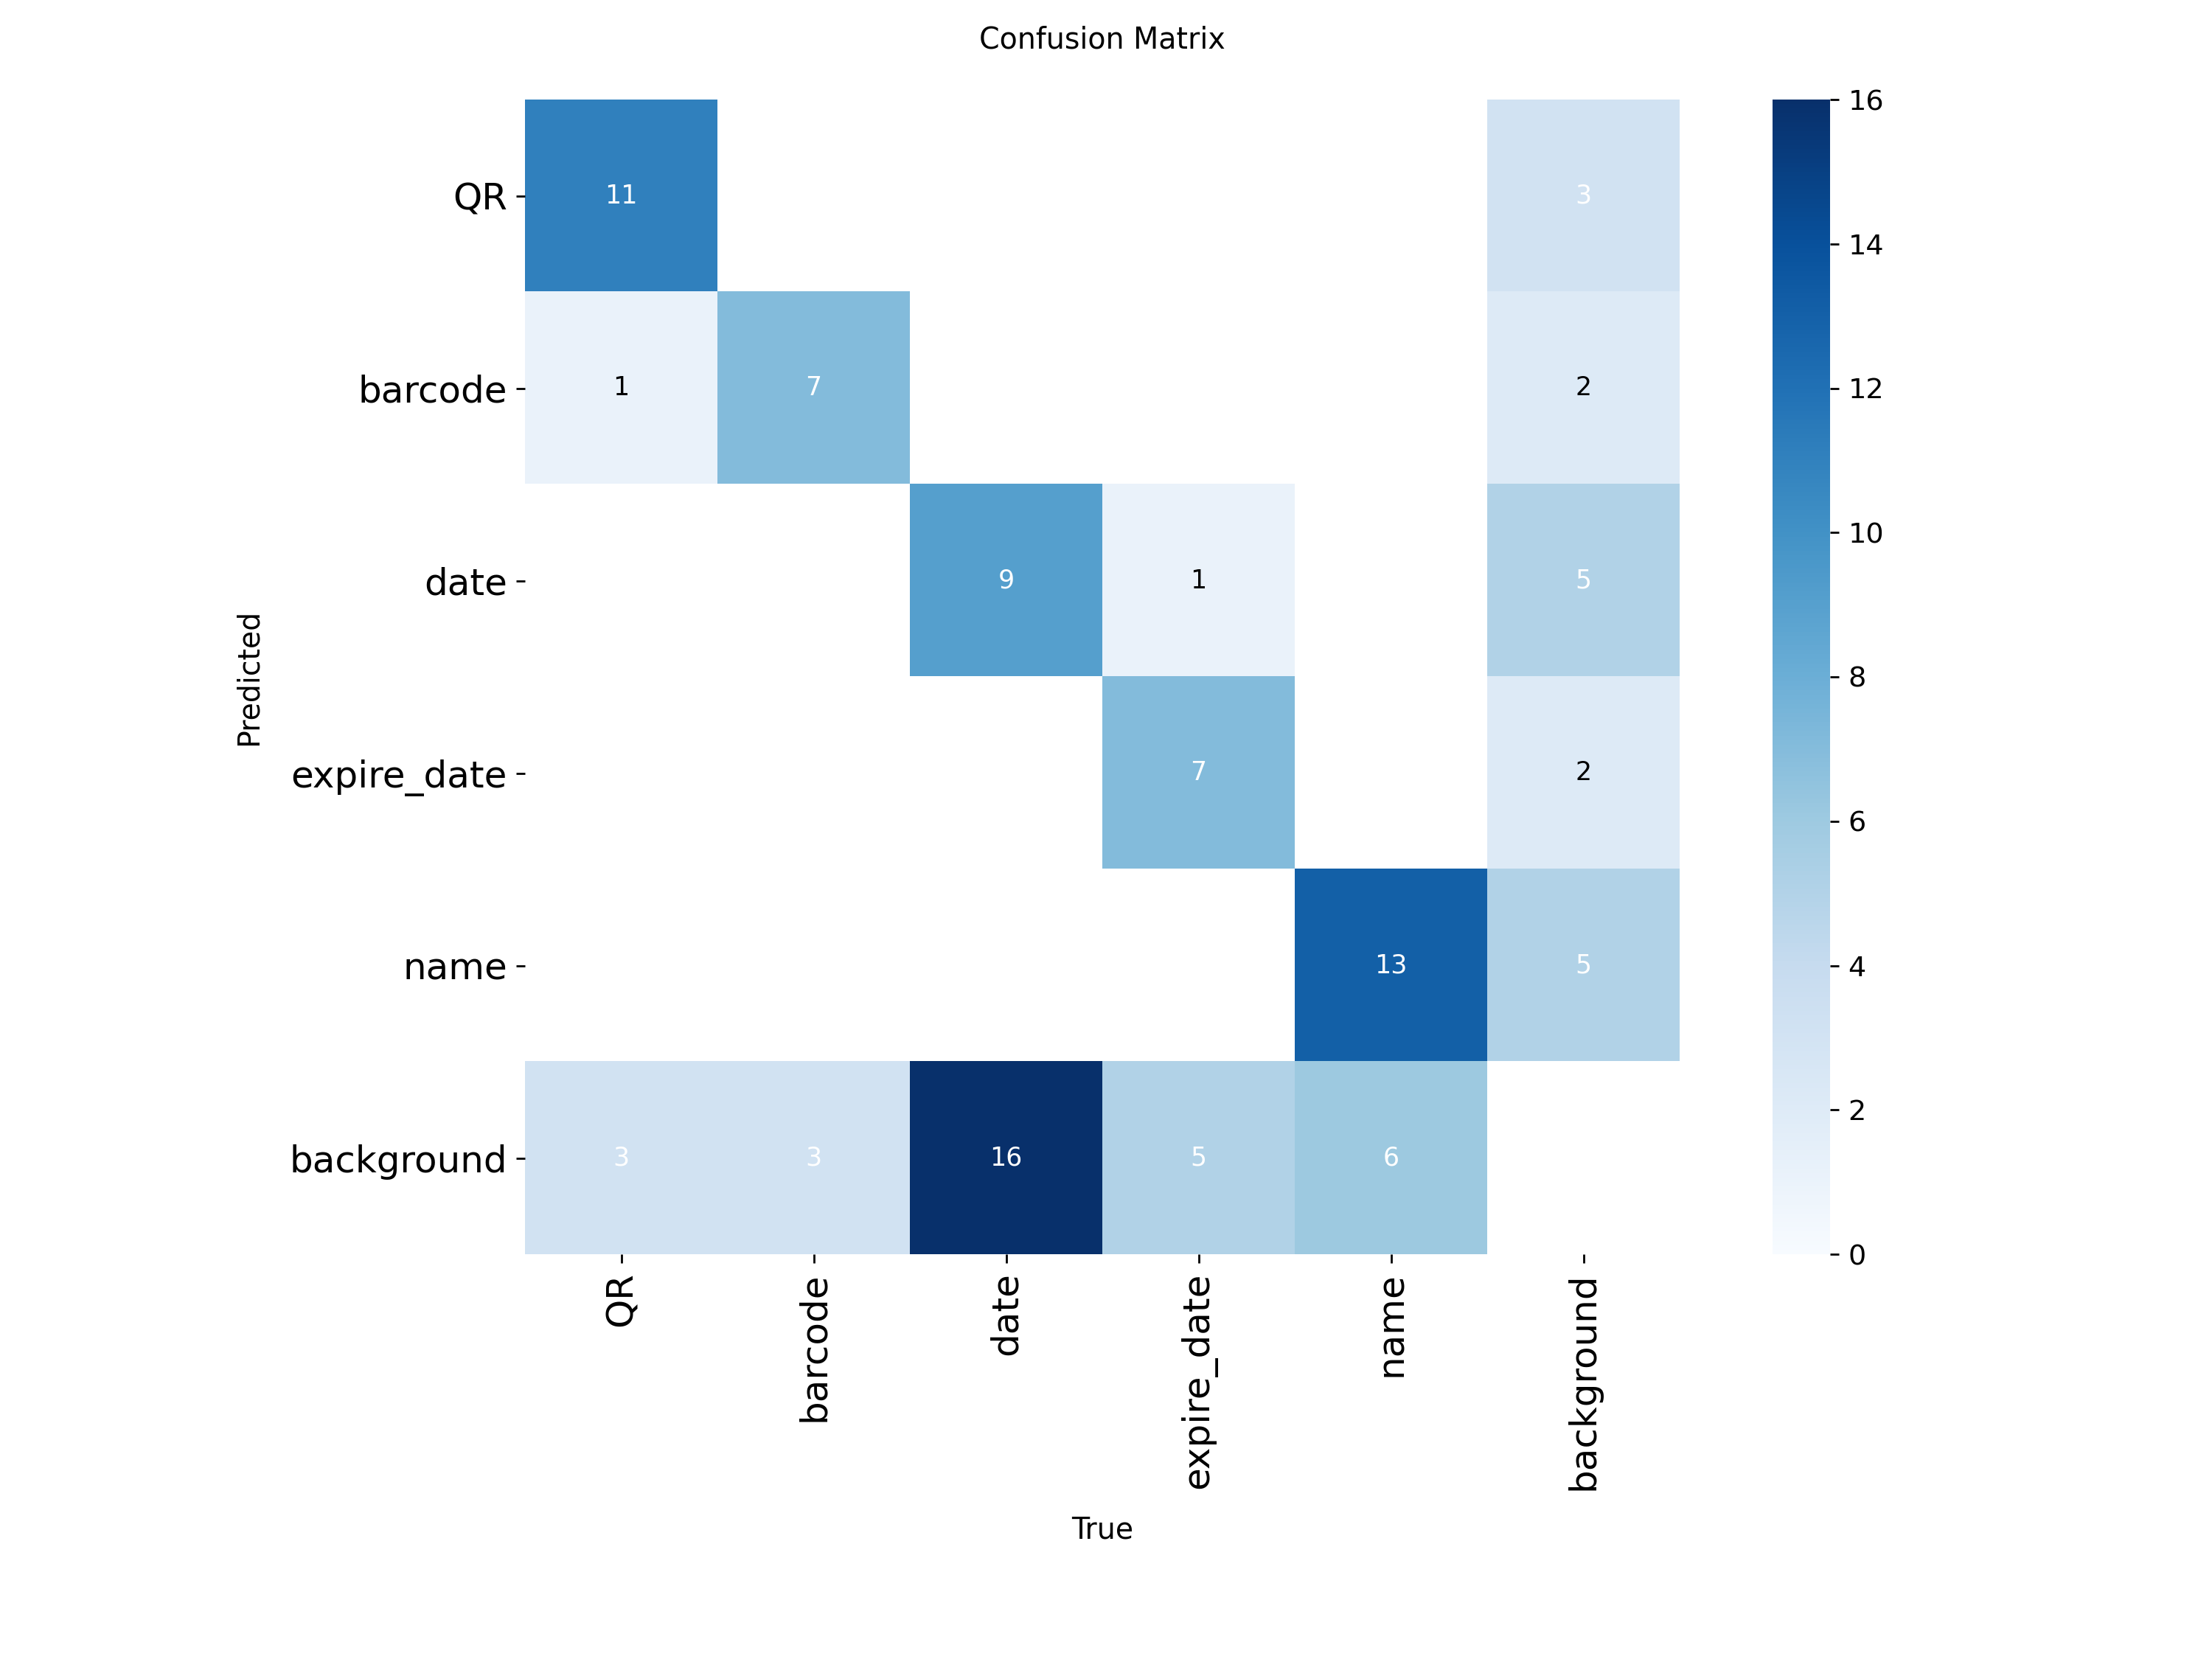 Confusion Matrix
QR
11
3
barcode
1
7
2
date
9
1
5
expire_date
7
2
name
13
5
background
3
3
16
5
6
Predicted
QR
barcode
date
expire_date
name
background
True
16
14
12
10
8
6
4
2
0